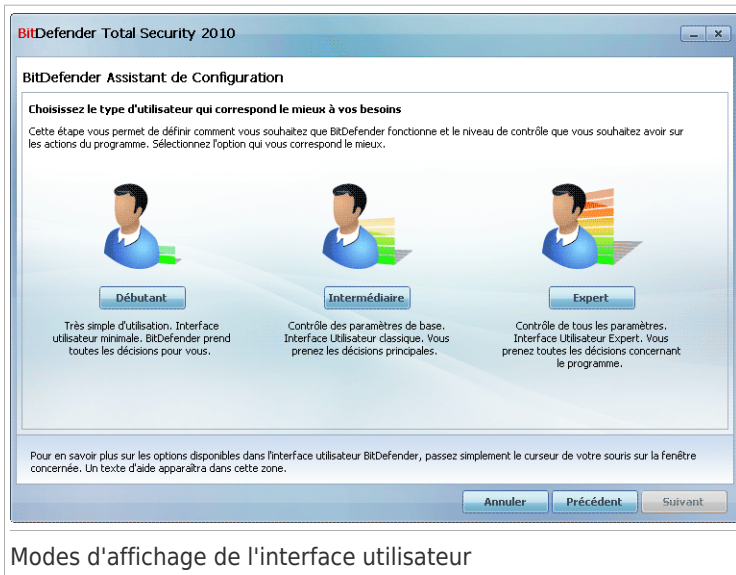 BitDefender Total Security 2010
BitDefender Assistant de Configuration
Choisissez le type d'utilisateur qui correspond le mieux à vos besoins
Cette étape vous permet de définir comment vous souhaitez que BitDefender fonctionne et le niveau de contrôle que vous souhaitez avoir sur
les actions du programme. Sélectionnez l'option qui vous correspond le mieux.
Débutant
Très simple d'utilisation. Interface
utilisateur minimale. BitDefender prend
toutes les décisions pour vous.
Intermédiaire
Contrôle des paramètres de base.
Interface Utilisateur classique. Vous
prenez les décisions principales.
Expert
Contrôle de tous les paramètres.
Interface Utilisateur Expert. Vous
prenez toutes les décisions concernant
le programme.
Pour en savoir plus sur les options disponibles dans l'interface utilisateur BitDefender, passez simplement le curseur de votre souris sur la fenêtre
concernée. Un texte d'aide apparaîtra dans cette zone.
Annuler Précédent Suivant
Modes d'affichage de l'interface utilisateur